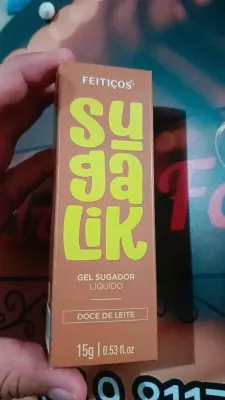 FEITIÇOS
Su
ga
LiK
GEL SUGADOR
LÍQUIDO
DOCE DE LEITE
15g | 0.53 fl.oz